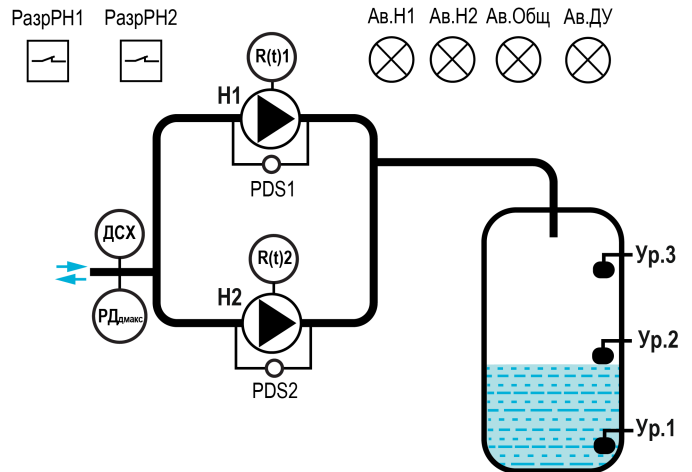 РазрРН1
РазрРН2
Ав.Н1
Ав.Н2
Ав.Общ
Ав.ДУ
R(t)1
Н1
PDS1
ДСХ
R(t)2
РДдмакс
Н2
PDS2
Ур.3
Ур.2
Ур.1